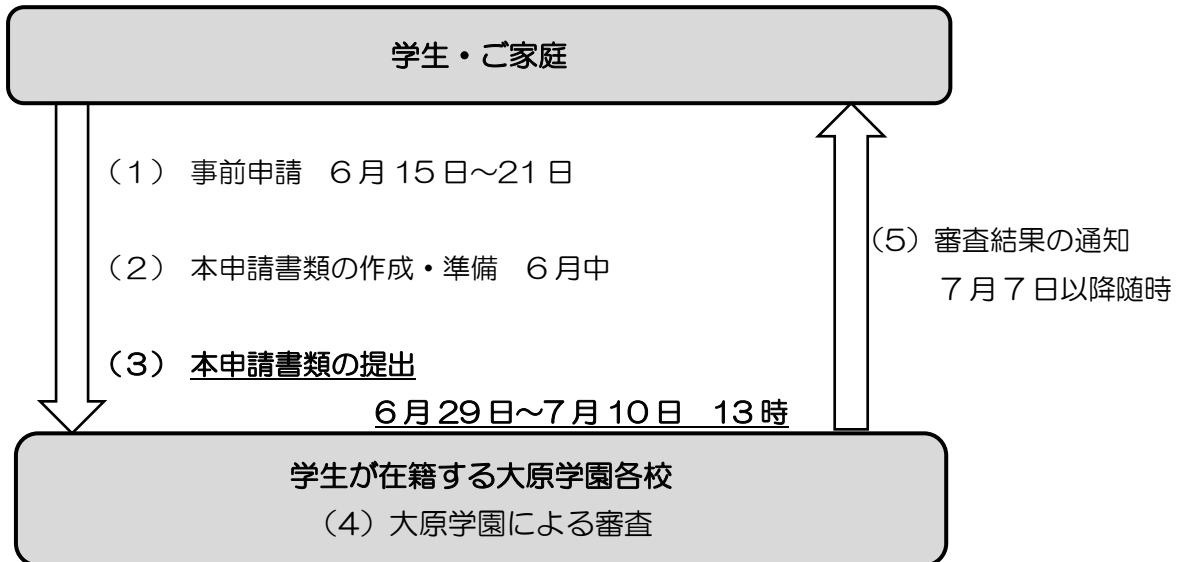 学生・ご家庭
（１） 事前申請　６月15日～21日
（２） 本申請書類の作成・準備　６月中
（３） 本申請書類の提出
６月29日～７月10日　13時
（5）審査結果の通知
７月７日以降随時
学生が在籍する大原学園各校
（４）大原学園による審査